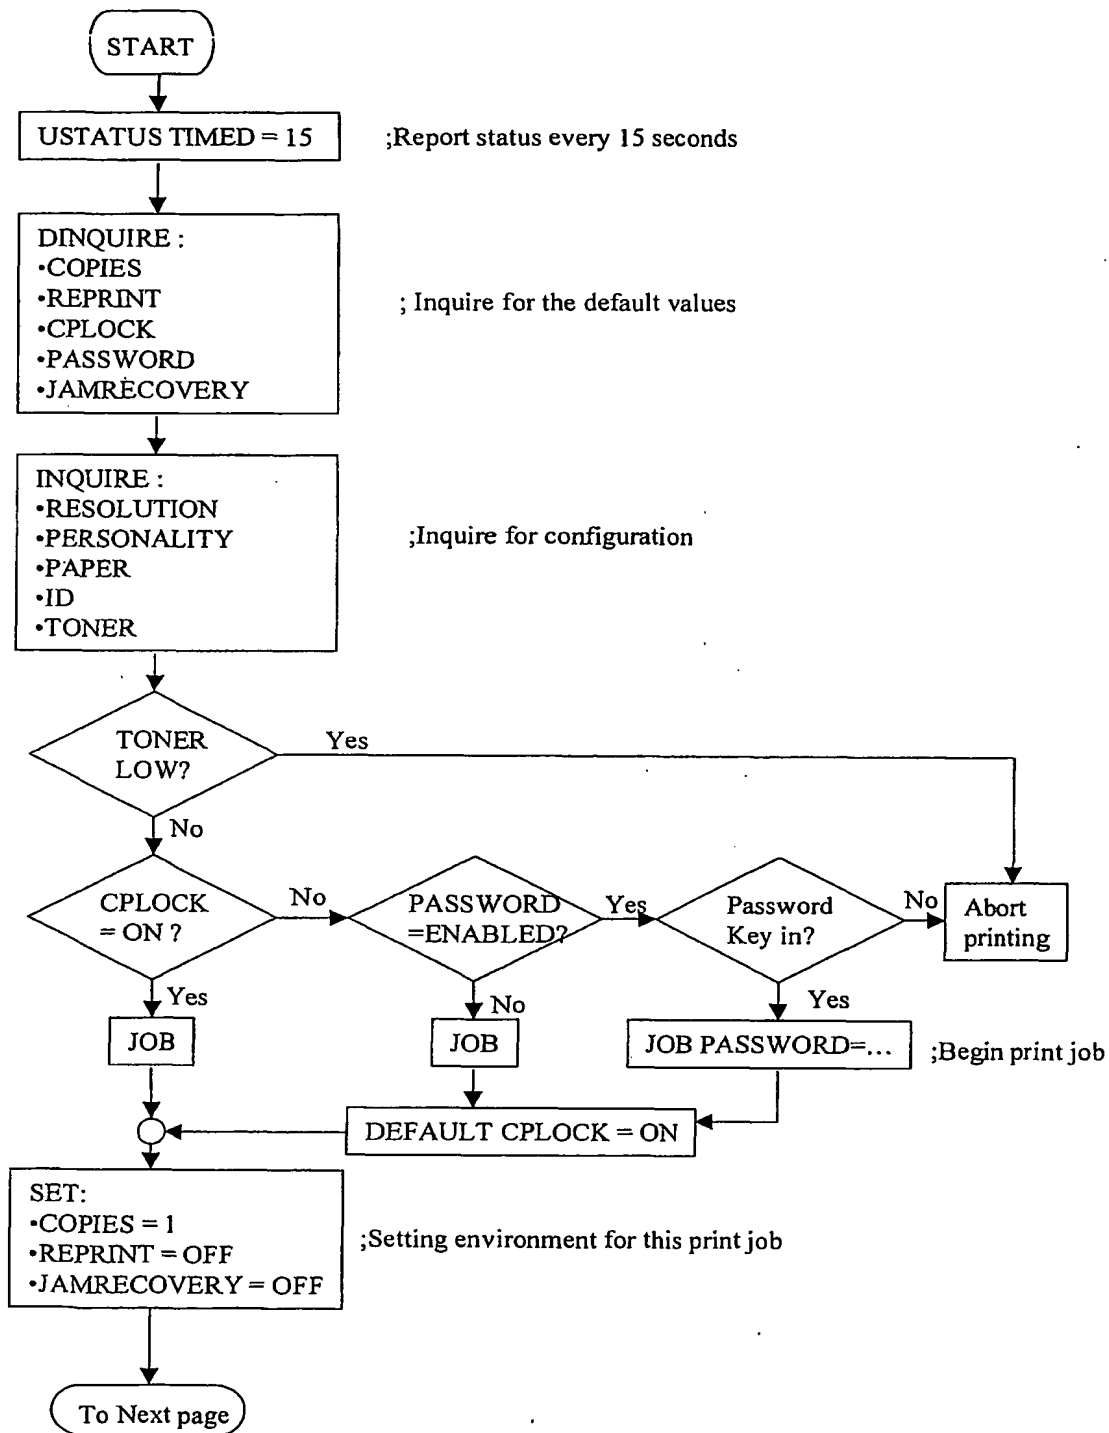 START
USTATUS TIMED = 15
;Report status every 15 seconds
DINQUIRE :
•COPIES
•REPRINT
•CPLOCK
•PASSWORD
•JAMRECOVERY
; Inquire for the default values
INQUIRE :
•RESOLUTION
•PERSONALITY
•PAPER
•ID
•TONER
;Inquire for configuration
TONER
LOW?
Yes
No
CPLOCK
= ON ?
No
PASSWORD
=ENABLED?
Yes
Password
Key in?
No
Abort
printing
Yes
No
Yes
JOB
JOB
JOB PASSWORD=...
;Begin print job
DEFAULT CPLOCK = ON
SET:
•COPIES = 1
•REPRINT = OFF
•JAMRECOVERY = OFF
;Setting environment for this print job
To Next page